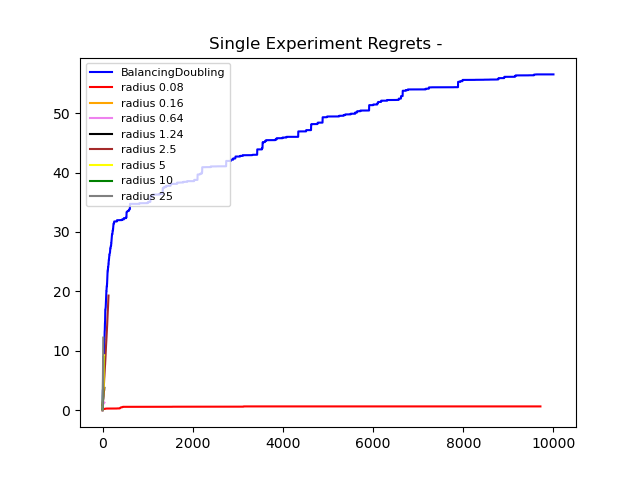 Single Experiment Regrets -
BalancingDoubling
radius 0.08
radius 0.16
radius 0.64
radius 1.24
radius 2.5
radius 5
radius 10
radius 25
50
40
30
20
10
0
0 2000 4000 6000 8000 10000